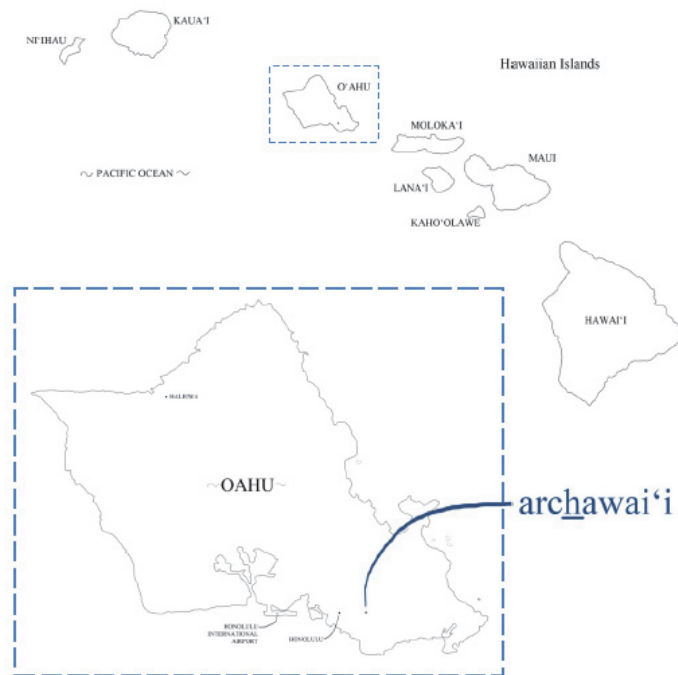 KAUA‘I
NI‘IHAU
Hawaiian Islands
O‘AHU
MOLOKA‘I
MAUI
~ PACIFIC OCEAN ~
LANA‘I
KAHO‘OLAWE
HAWAI‘I
HALEIWA
~OAHU~
archawai‘i
HONOLULU
INTERNATIONAL
AIRPORT
HONOLULU